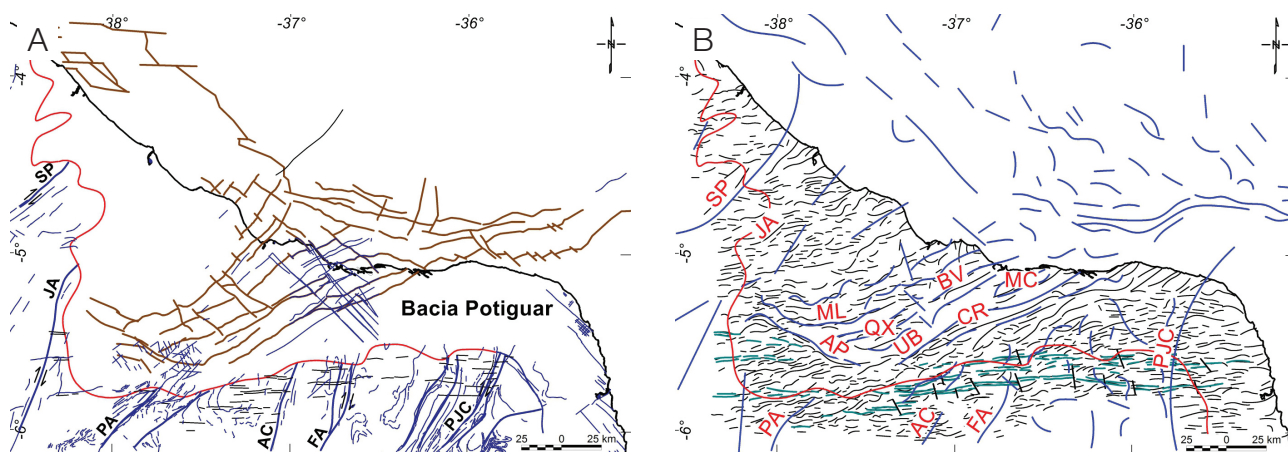 A
-38°
-37°
-36°
N
-4°
SP
-5°
JA
Bacia Potiguar
PA
AC
FA
PJC
-6°
25 0 25 km
B
-38°
-37°
-36°
N
-4°
SP
JA
-5°
BV
MC
ML
QX
CR
AP
UB
PJC
PA
AC
FA
-6°
25 0 25 km